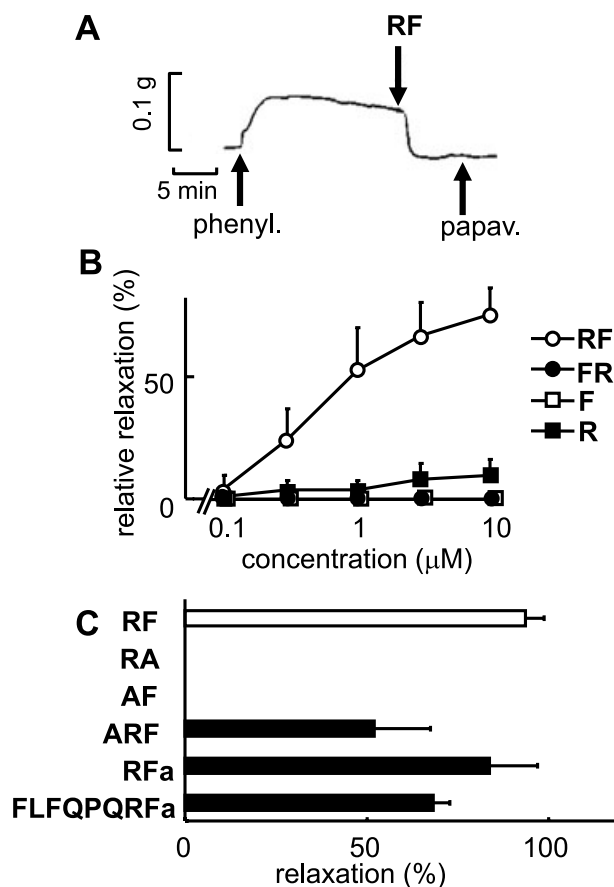 A
RF
0.1 g
5 min
phenyl.
papav.
B
relative relaxation (%)
50
0
0.1
1
10
concentration (μM)
RF
FR
F
R
C
RF
RA
AF
ARF
RFa
FLFQPQRFa
0
50
100
relaxation (%)